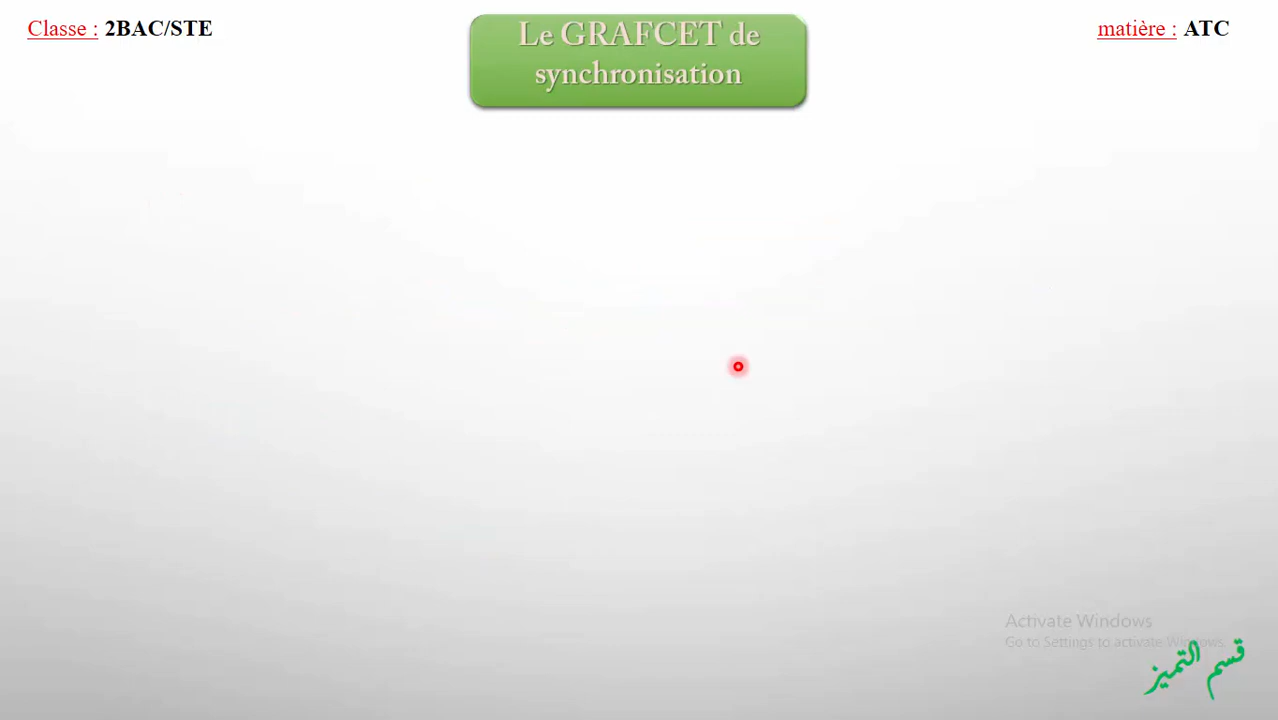 Classe : 2BAC/STE
Le GRAFCET de
synchronisation
matière : ATC
Activate Windows
Go to Settings to activate Windows.
قسم التميز